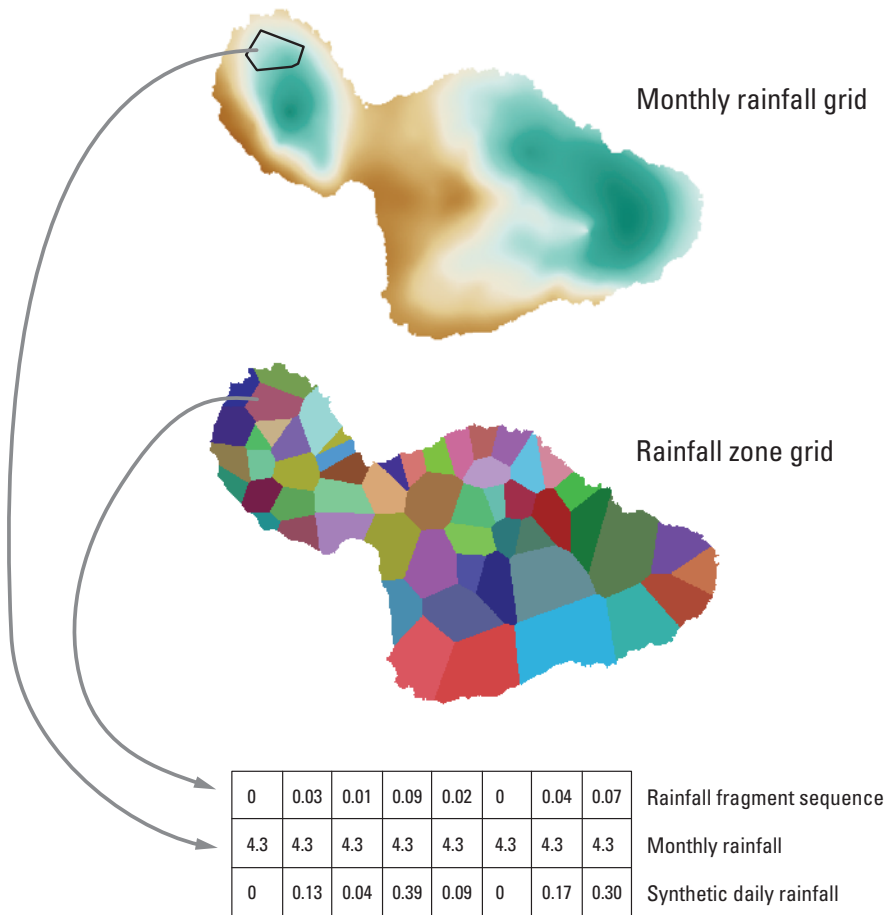 Monthly rainfall grid
Rainfall zone grid
0 0.03 0.01 0.09 0.02 0 0.04 0.07 Rainfall fragment sequence
4.3 4.3 4.3 4.3 4.3 4.3 4.3 4.3 Monthly rainfall
0 0.13 0.04 0.39 0.09 0 0.17 0.30 Synthetic daily rainfall